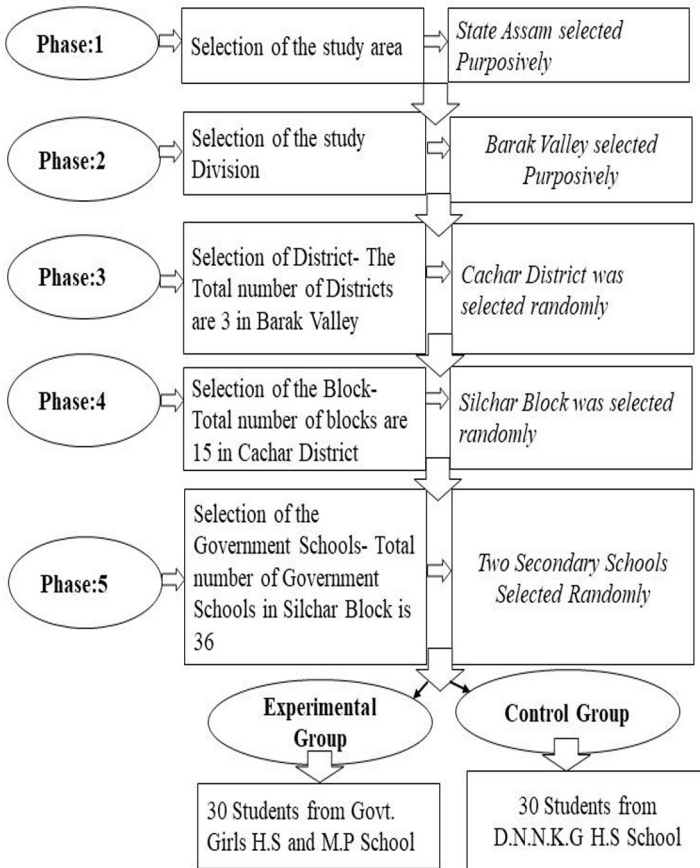 Phase:1
Selection of the study area
State Assam selected
Purposively
Phase:2
Selection of the study
Division
Barak Valley selected
Purposively
Phase:3
Selection of District- The
Total number of Districts
are 3 in Barak Valley
Cachar District was
selected randomly
Phase:4
Selection of the Block-
Total number of blocks are
15 in Cachar District
Silchar Block was selected
randomly
Phase:5
Selection of the
Government Schools- Total
number of Government
Schools in Silchar Block is
36
Two Secondary Schools
Selected Randomly
Experimental
Group
Control Group
30 Students from Govt.
Girls H.S and M.P School
30 Students from
D.N.N.K.G H.S School